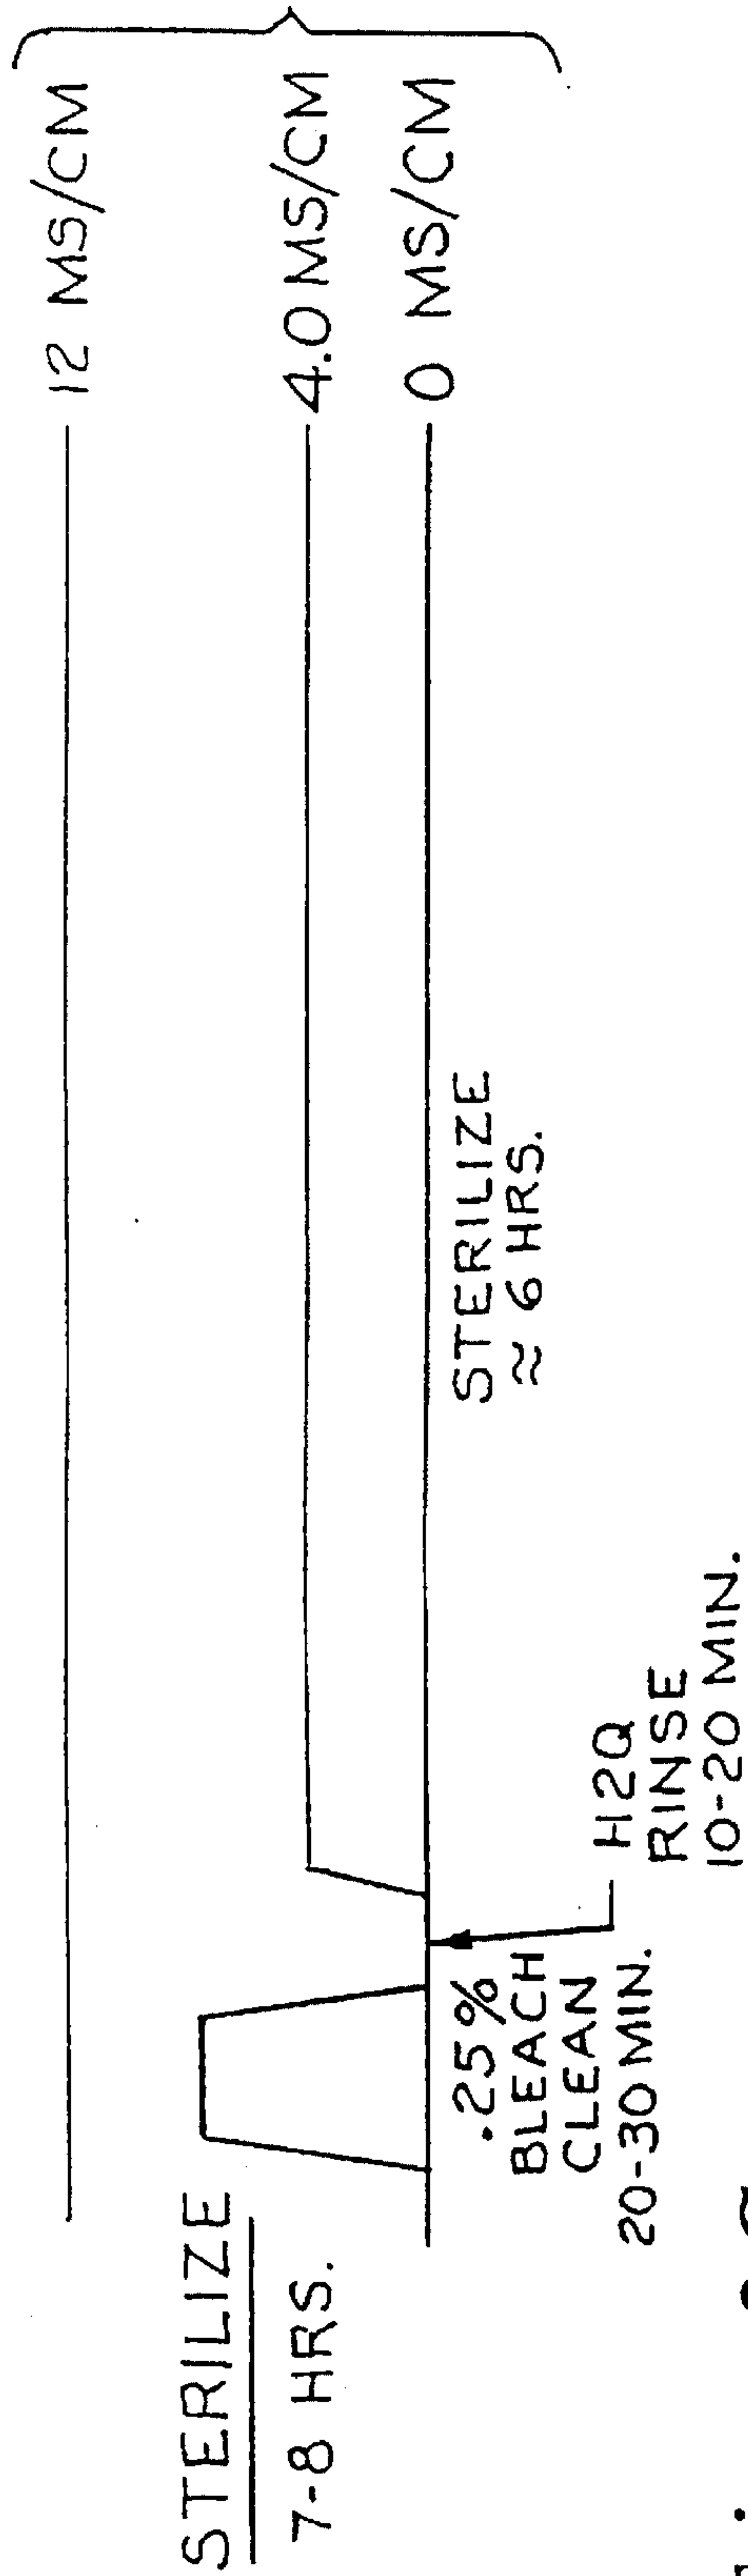 STERILIZE
7-8 HRS.
12 MS/CM
4.0 MS/CM
0 MS/CM
.25%
BLEACH
CLEAN
20-30 MIN.
H2Q
RINSE
10-20 MIN.
STERILIZE
≈ 6 HRS.